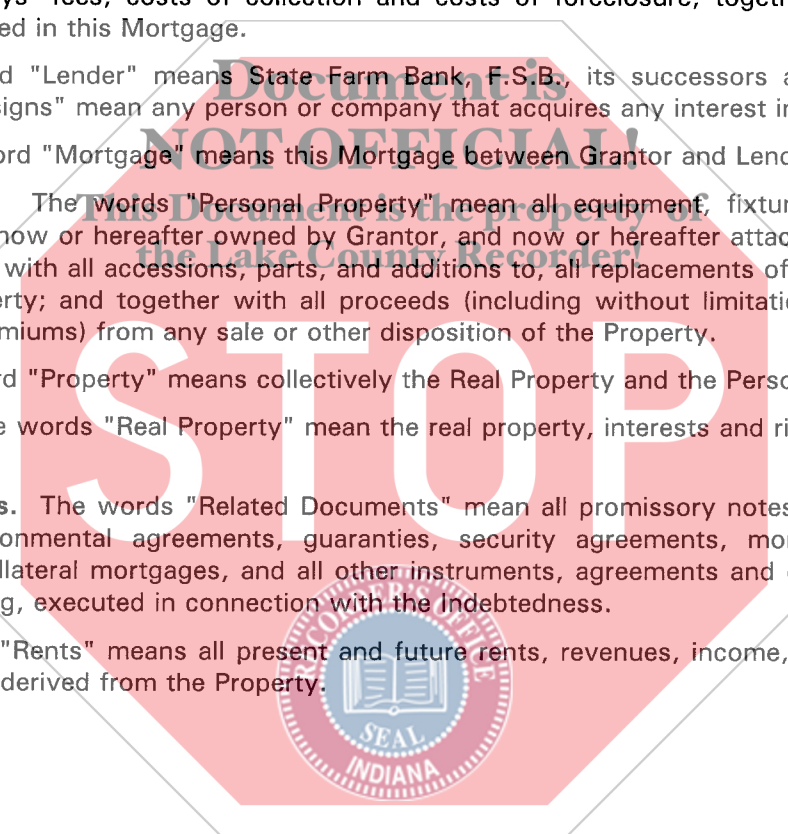 ys' fees, costs of collection and costs of foreclosure, togeth
ed in this Mortgage.
d "Lender" means State Farm Bank, F.S.B., its successors a
signs" mean any person or company that acquires any interest in
ord "Mortgage" means this Mortgage between Grantor and Lend
The words "Personal Property" mean all equipment, fixtur
now or hereafter owned by Grantor, and now or hereafter attac
with all accessions, parts, and additions to, all replacements of
erty; and together with all proceeds (including without limitatio
miums) from any sale or other disposition of the Property.
rd "Property" means collectively the Real Property and the Perso
e words "Real Property" mean the real property, interests and ri
s. The words "Related Documents" mean all promissory notes
onmental agreements, guaranties, security agreements, mor
llateral mortgages, and all other instruments, agreements and
g, executed in connection with the Indebtedness.
"Rents" means all present and future rents, revenues, income,
derived from the Property.
Document is
NOT OFFICIAL!
This Document is the property of
the Lake County Recorder!
STOP
RECORDER'S OFFICE
SEAL
INDIANA